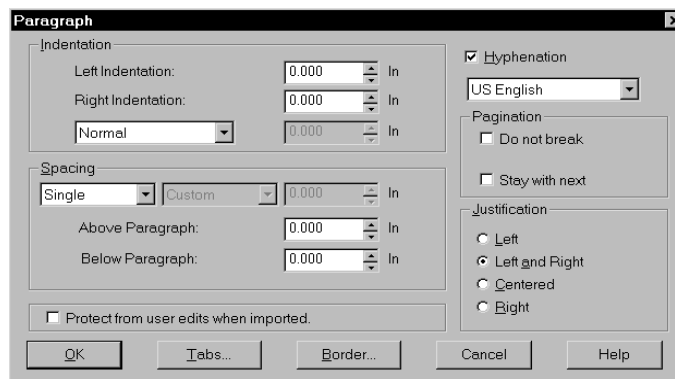 Paragraph
Indentation
Left Indentation: 0.000 In
Right Indentation: 0.000 In
Normal 0.000 In
Spacing
Single Custom 0.000 In
Above Paragraph: 0.000 In
Below Paragraph: 0.000 In
Protect from user edits when imported.
Hyphenation
US English
Pagination
Do not break
Stay with next
Justification
Left
Left and Right
Centered
Right
OK Tabs... Border... Cancel Help